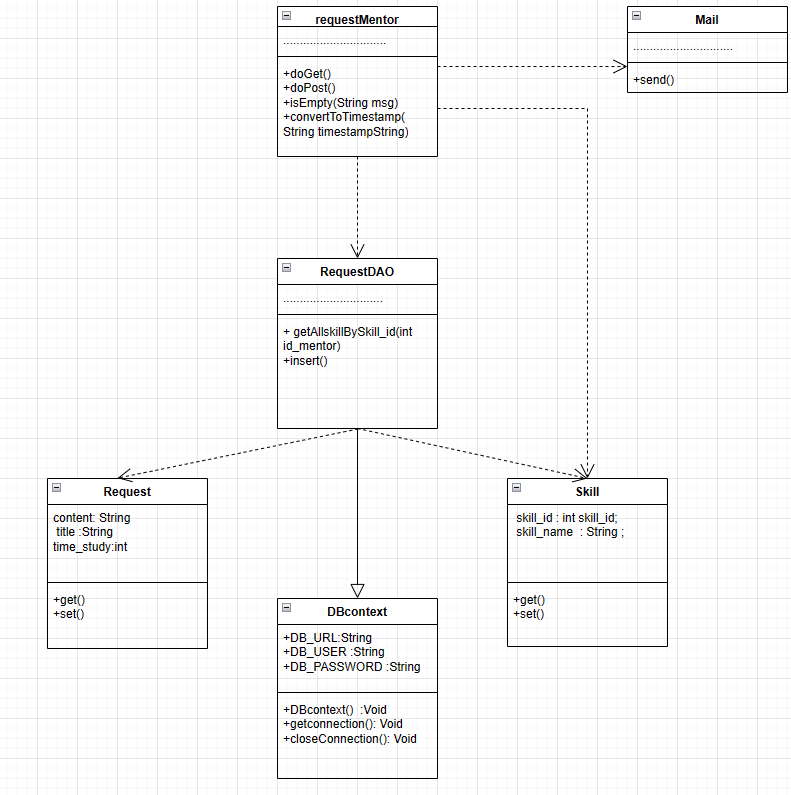 requestMentor
...............................
+doGet()
+doPost()
+isEmpty(String msg)
+convertToTimestamp(
String timestampString)
Mail
..............................
+send()
RequestDAO
..............................
+ getAllskillBySkill_id(int
id_mentor)
+insert()
Request
content: String
title :String
time_study:int
+get()
+set()
Skill
skill_id : int skill_id;
skill_name : String ;
+get()
+set()
DBcontext
+DB_URL:String
+DB_USER :String
+DB_PASSWORD :String
+DBcontext() :Void
+getconnection(): Void
+closeConnection(): Void